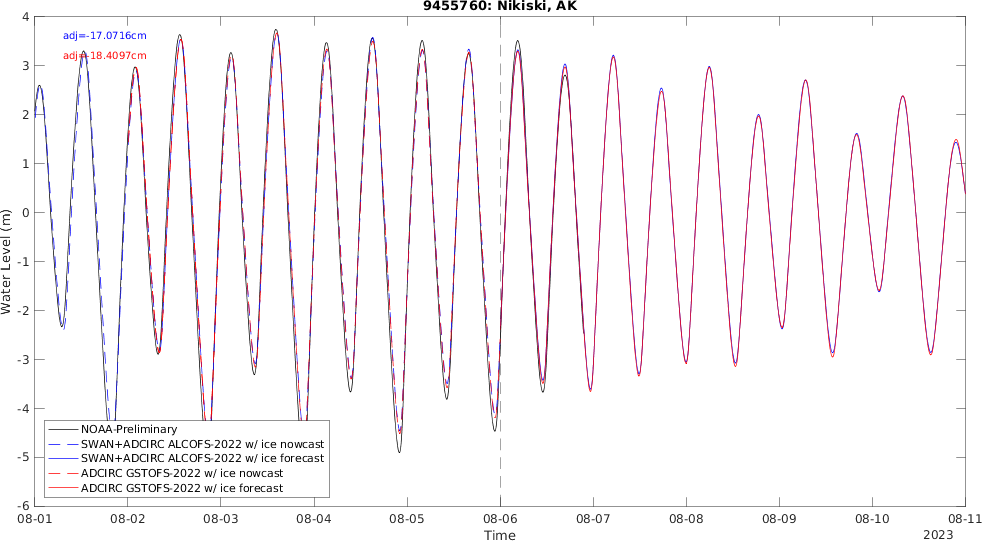 9455760: Nikiski, AK
adj=-17.0716cm
adj=-18.4097cm
Water Level (m)
4
3
2
1
0
-1
-2
-3
-4
-5
-6
NOAA-Preliminary
SWAN+ADCIRC ALCOFS-2022 w/ ice nowcast
SWAN+ADCIRC ALCOFS-2022 w/ ice forecast
ADCIRC GSTOFS-2022 w/ ice nowcast
ADCIRC GSTOFS-2022 w/ ice forecast
08-01 08-02 08-03 08-04 08-05 08-06 08-07 08-08 08-09 08-10 08-11
Time
2023